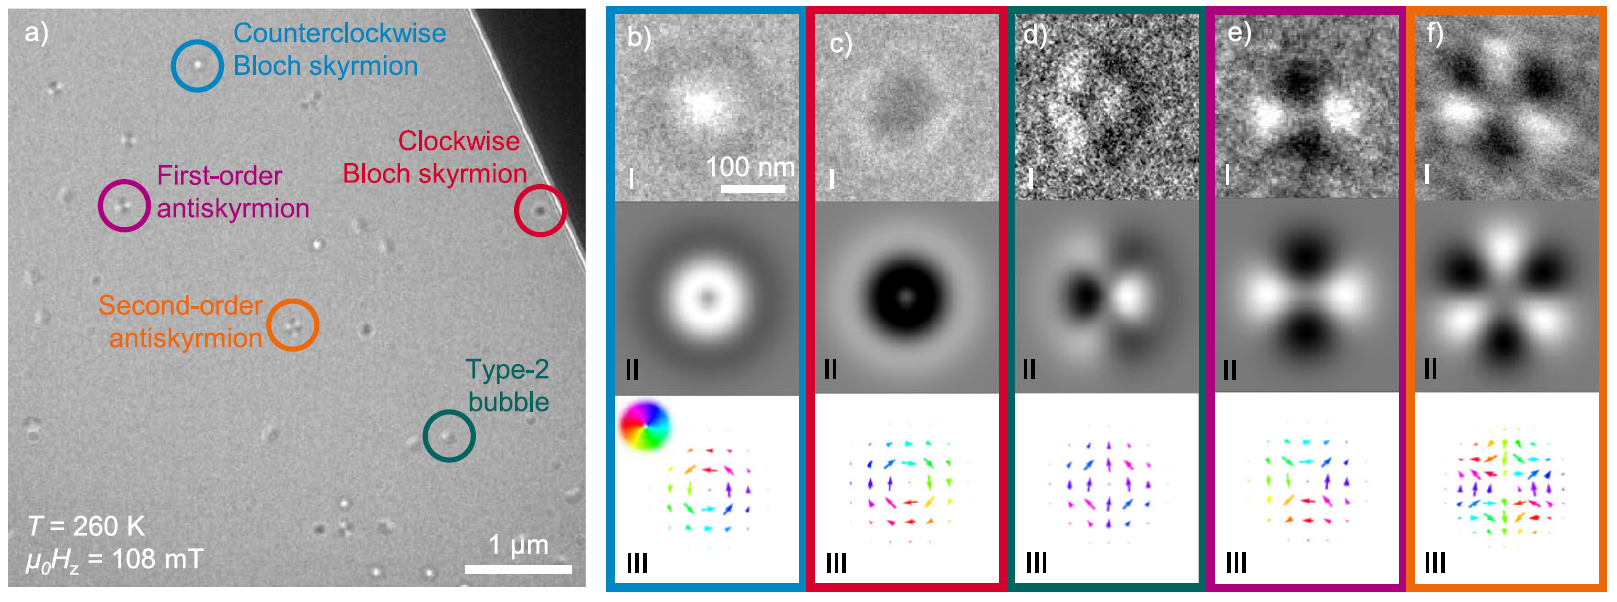 a)
Counterclockwise
Bloch skyrmion
Clockwise
Bloch skyrmion
First-order
antiskyrmion
Second-order
antiskyrmion
Type-2
bubble
T = 260 K
μ₀Hz = 108 mT
1 μm
b)
100 nm
I
II
III
c)
I
II
III
d)
I
II
III
e)
I
II
III
f)
I
II
III